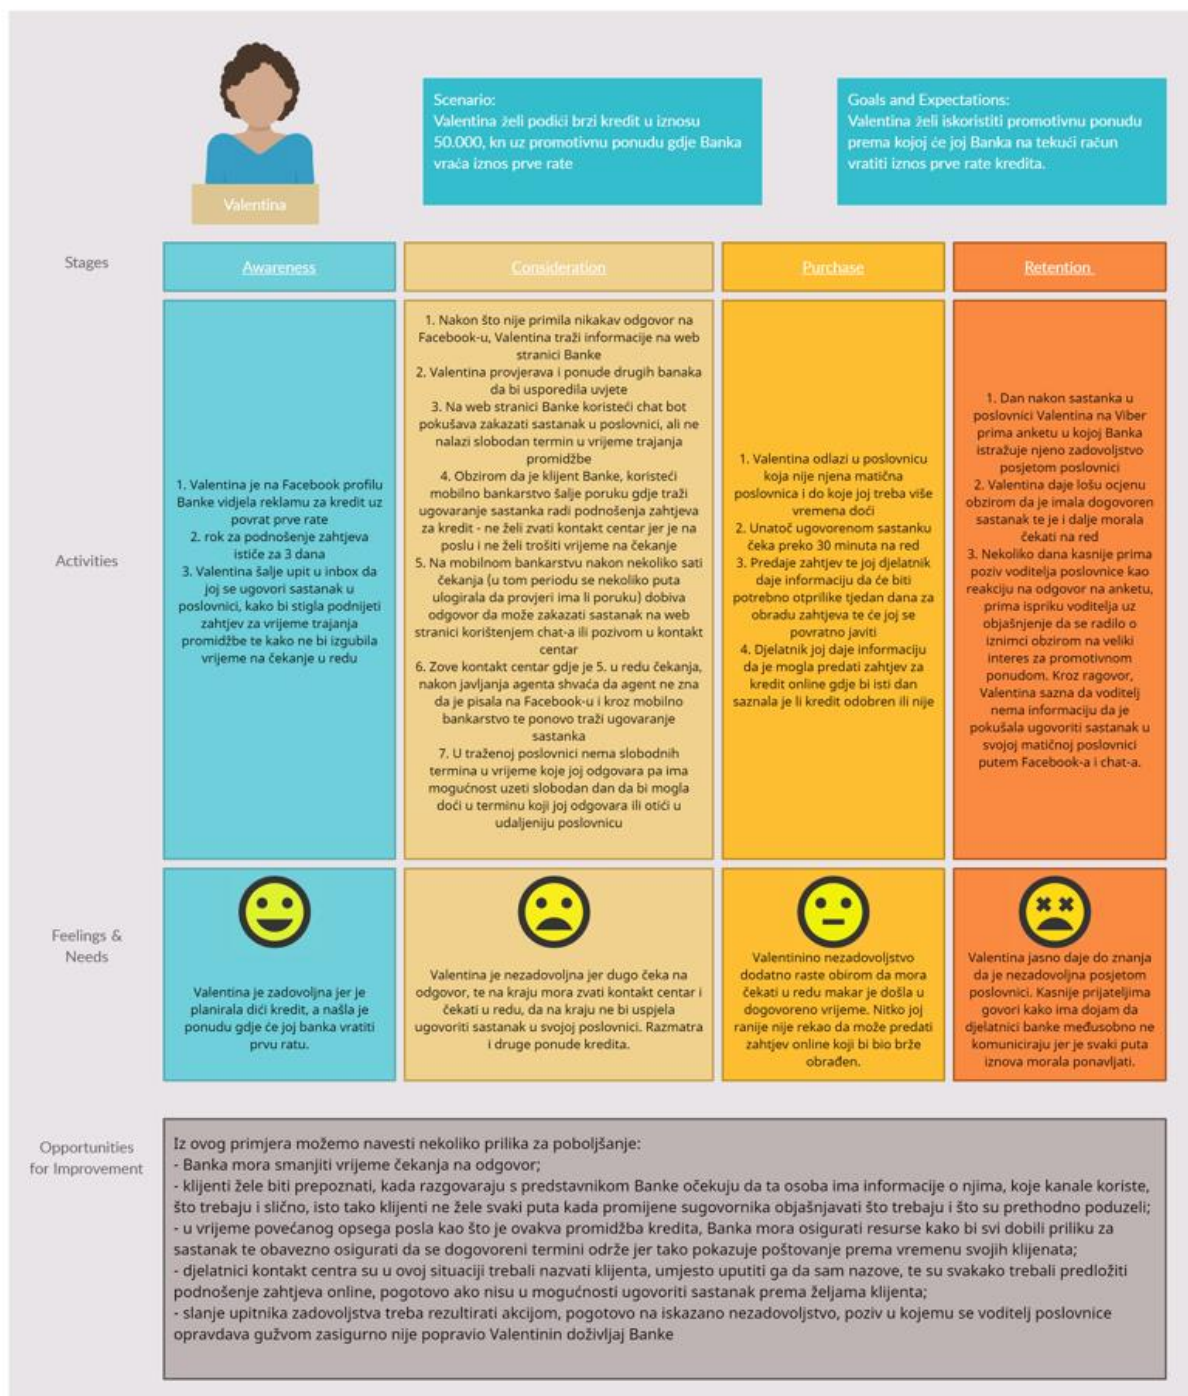 Scenario:
Valentina želi podići brzi kredit u iznosu
50.000, kn uz promotivnu ponudu gdje Banka
vraća iznos prve rate
Goals and Expectations:
Valentina želi iskoristiti promotivnu ponudu
prema kojoj će joj Banka na tekući račun
vratiti iznos prve rate kredita.
Valentina
Stages
Awareness
Consideration
Purchase
Retention
Activities
1. Valentina je na Facebook profilu
Banke vidjela reklamu za kredit uz
povrat prve rate
2. rok za podnošenje zahtjeva
ističe za 3 dana
3. Valentina šalje upit u inbox da
joj se ugovori sastanak u
poslovnici, kako bi stigla podnijeti
zahtjev za vrijeme trajanja
promidžbe te kako ne bi izgubila
vrijeme na čekanje u redu
1. Nakon što nije primila nikakav odgovor na
Facebook-u, Valentina traži informacije na web
stranici Banke
2. Valentina provjerava i ponude drugih banaka
da bi usporedila uvjete
3. Na web stranici Banke koristeći chat bot
pokušava zakazati sastanak u poslovnici, ali ne
nalazi slobodan termin u vrijeme trajanja
promidžbe
4. Obzirom da je klijent Banke, koristeći
mobilno bankarstvo šalje poruku gdje traži
ugovaranje sastanka radi podnošenja zahtjeva
za kredit - ne želi zvati kontakt centar jer je na
poslu i ne želi trošiti vrijeme na čekanje
5. Na mobilnom bankarstvu nakon nekoliko sati
čekanja (u tom periodu se nekoliko puta
ulogirala da provjeri ima li poruku) dobiva
odgovor da može zakazati sastanak na web
stranici korištenjem chat-a ili pozivom u kontakt
centar
6. Zove kontakt centar gdje je 5. u redu čekanja,
nakon javljanja agenta shvaća da agent ne zna
da je pisala na Facebook-u i kroz mobilno
bankarstvo te ponovo traži ugovaranje
sastanka
7. U traženoj poslovnici nema slobodnih
termina u vrijeme koje joj odgovara pa ima
mogućnost uzeti slobodan dan da bi mogla
doći u terminu koji joj odgovara ili otići u
udaljeniju poslovnicu
1. Valentina odlazi u poslovnicu
koja nije njena matična
poslovnica i do koje joj treba više
vremena doći
2. Unatoč ugovorenom sastanku
čeka preko 30 minuta na red
3. Predaje zahtjev te joj djelatnik
daje informaciju da će biti
potrebno otprilike tjedan dana za
obradu zahtjeva te će joj se
povratno javiti
4. Djelatnik joj daje informaciju
da je mogla predati zahtjev za
kredit online gdje bi isti dan
saznala je li kredit odobren ili nije
1. Dan nakon sastanka u
poslovnici Valentina na Viber
prima anketu u kojoj Banka
istražuje njeno zadovoljstvo
posjetom poslovnici
2. Valentina daje lošu ocjenu
obzirom da je imala dogovoren
sastanak te je i dalje morala
čekati na red
3. Nekoliko dana kasnije prima
poziv voditelja poslovnice kao
reakciju na odgovor na anketu,
prima ispriku voditelja uz
objašnjenje da se radilo o
iznimci obzirom na veliki
interes za promotivnom
ponudom. Kroz ragovor,
Valentina sazna da voditelj
nema informaciju da je
pokušala ugovoriti sastanak u
svojoj matičnoj poslovnici
putem Facebook-a i chat-a.
Feelings &
Needs
Valentina je zadovoljna jer je
planirala dići kredit, a našla je
ponudu gdje će joj banka vratiti
prvu ratu.
Valentina je nezadovoljna jer dugo čeka na
odgovor, te na kraju mora zvati kontakt centar i
čekati u redu, da na kraju ne bi uspjela
ugovoriti sastanak u svojoj poslovnici. Razmatra
i druge ponude kredita.
Valentinino nezadovoljstvo
dodatno raste obirom da mora
čekati u redu makar je došla u
dogovoreno vrijeme. Nitko joj
ranije nije rekao da može predati
zahtjev online koji bi bio brže
obrađen.
Valentina jasno daje do znanja
da je nezadovoljna posjetom
poslovnici. Kasnije prijateljima
govori kako ima dojam da
djelatnici banke međusobno ne
komuniciraju jer je svaki puta
iznova morala ponavljati.
Opportunities
for Improvement
Iz ovog primjera možemo navesti nekoliko prilika za poboljšanje:
- Banka mora smanjiti vrijeme čekanja na odgovor;
- klijenti žele biti prepoznati, kada razgovaraju s predstavnikom Banke očekuju da ta osoba ima informacije o njima, koje kanale koriste,
što trebaju i slično, isto tako klijenti ne žele svaki puta kada promijene sugovornika objašnjavati što trebaju i što su prethodno poduzeli;
- u vrijeme povećanog opsega posla kao što je ovakva promidžba kredita, Banka mora osigurati resurse kako bi svi dobili priliku za
sastanak te obavezno osigurati da se dogovoreni termini održe jer tako pokazuje poštovanje prema vremenu svojih klijenata;
- djelatnici kontakt centra su u ovoj situaciji trebali nazvati klijenta, umjesto uputiti ga da sam nazove, te su svakako trebali predložiti
podnošenje zahtjeva online, pogotovo ako nisu u mogućnosti ugovoriti sastanak prema željama klijenta;
- slanje upitnika zadovoljstva treba rezultirati akcijom, pogotovo na iskazano nezadovoljstvo, poziv u kojemu se voditelj poslovnice
opravdava gužvom zasigurno nije popravio Valentinin doživljaj Banke